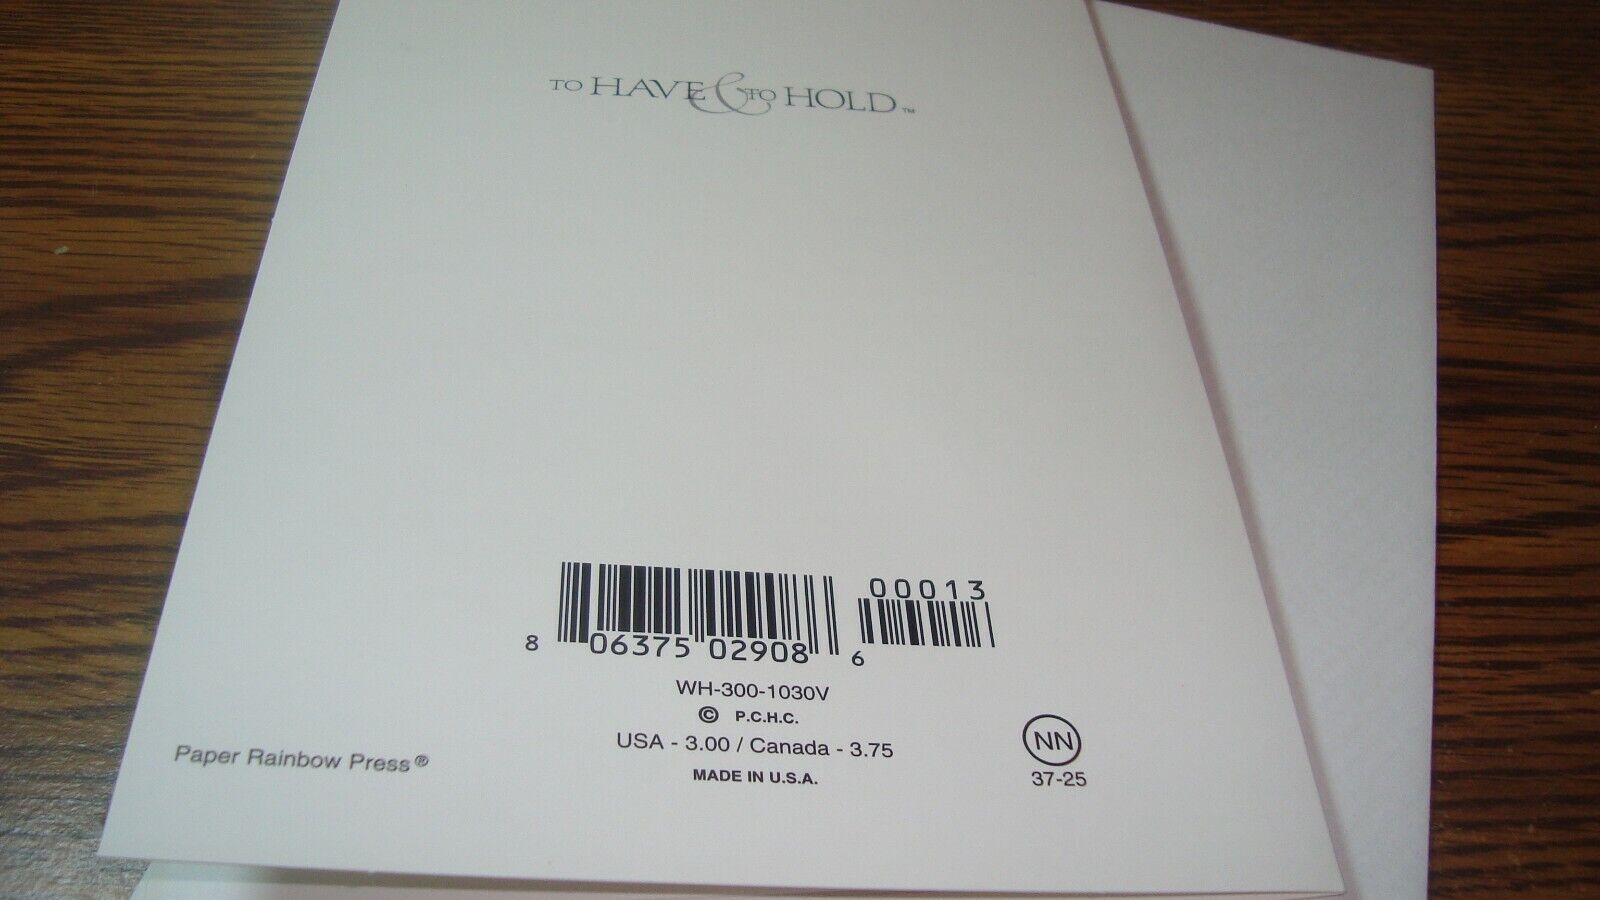 TO HAVE & TO HOLD™
00013
8 06375 02908 6
WH-300-1030V
© P.C.H.C.
USA - 3.00 / Canada - 3.75
MADE IN U.S.A.
Paper Rainbow Press®
NN
37-25